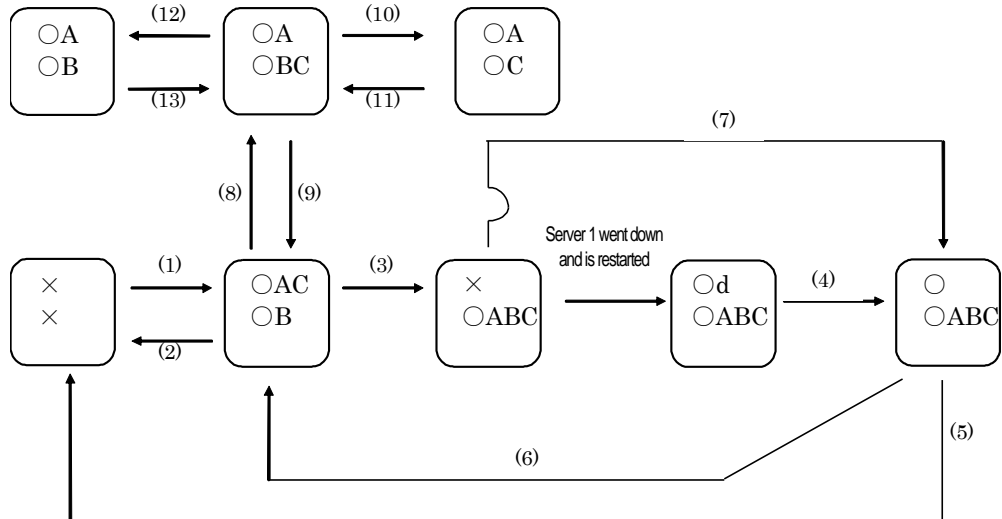 (12)
(10)
○A
○B
○A
○BC
○A
○C
(13)
(11)
(7)
(8)
(9)
Server 1 went down
and is restarted
(1)
(3)
(4)
×
×
○AC
○B
×
○ABC
○d
○ABC
○
○ABC
(2)
(5)
(6)